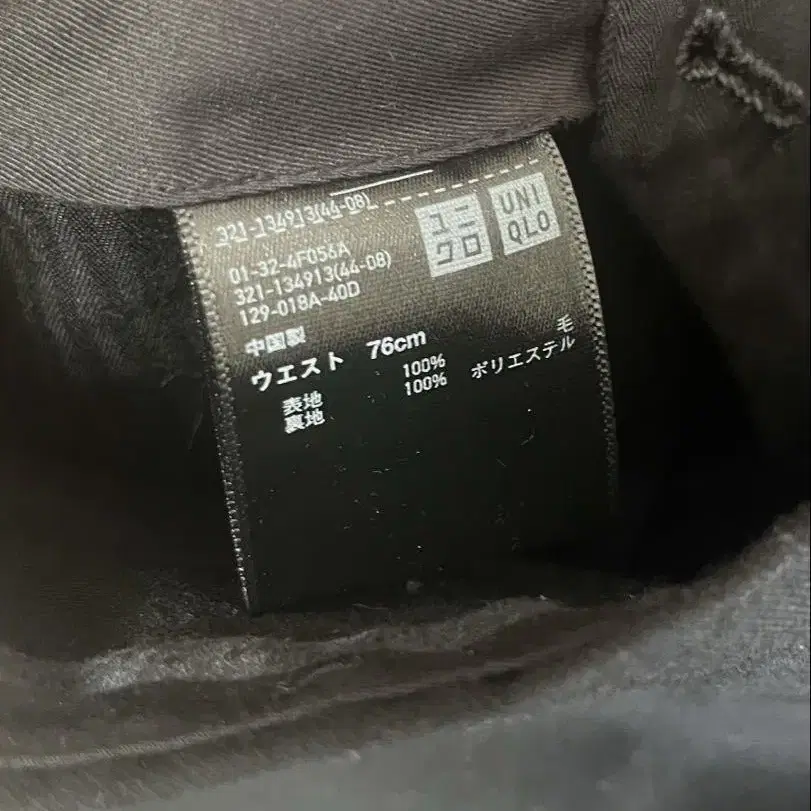 321-134913(44-08)
ユニ
クロ
UNI
QLO
01-32-4F056A
321-134913(44-08)
129-018A-40D
中国製
ウエスト 76cm
表地 100% 毛
裏地 100% ポリエステル